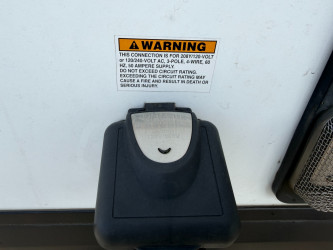 WARNING
THIS CONNECTION IS FOR 208Y/120-VOLT
or 120/240-VOLT AC, 3-POLE, 4-WIRE, 60
HZ, 50 AMPERE SUPPLY.
DO NOT EXCEED CIRCUIT RATING.
EXCEEDING THE CIRCUIT RATING MAY
CAUSE A FIRE AND RESULT IN DEATH OR
SERIOUS INJURY.